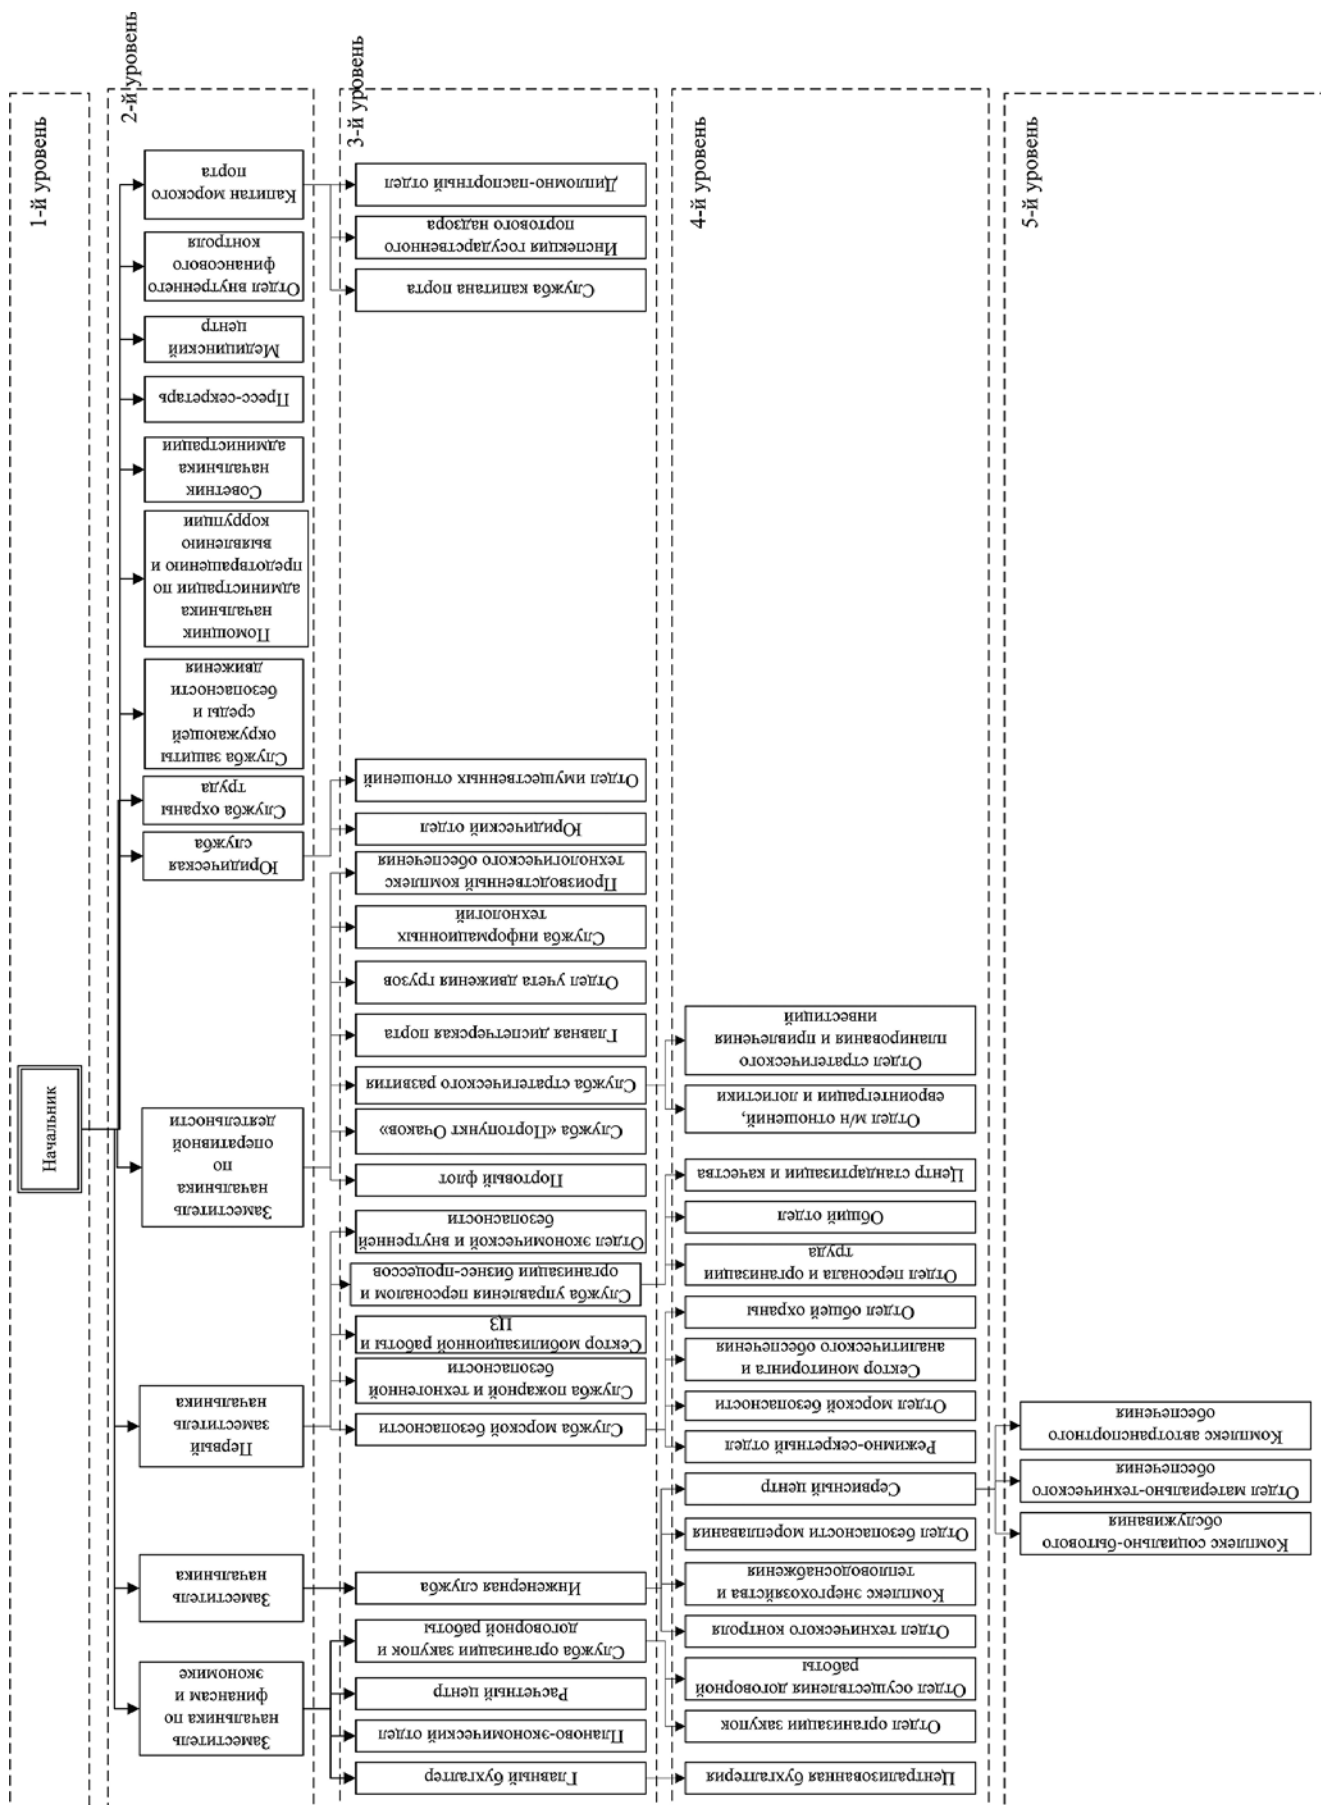 1-й уровень
Начальник
2-й уровень
Капитан морского
порта
Отдел внутреннего
финансового
контроля
Медицинский
центр
Пресс-секретарь
Советник
начальника
администрации
Помощник
начальника
администрации по
предотвращению и
выявлению
коррупции
Служба защиты
окружающей
среды и
безопасности
движения
Служба охраны
труда
Юридическая
служба
Заместитель
начальника
по
оперативной
деятельности
Первый
заместитель
начальника
Заместитель
начальника
Заместитель
начальника по
финансам и
экономике
3-й уровень
Дипломно-паспортный отдел
Инспекция государственного
портового надзора
Служба капитана порта
Отдел имущественных отношений
Юридический отдел
Производственный комплекс
технологического обеспечения
Служба информационных
технологий
Отдел учета движения грузов
Главная диспетчерская порта
Служба стратегического развития
Служба «Портопункт Очаков»
Портовый флот
Отдел экономической и внутренней
безопасности
Служба управления персоналом и
организации бизнес-процессов
Сектор мобилизационной работы и
ЦЗ
Служба пожарной и техногенной
безопасности
Служба морской безопасности
Инженерная служба
Служба организации закупок и
договорной работы
Расчетный центр
Планово-экономический отдел
Главный бухгалтер
4-й уровень
Отдел стратегического
планирования и привлечения
инвестиций
Отдел м/н отношений,
евроинтеграции и логистики
Центр стандартизации и качества
Общий отдел
Отдел персонала и организации
труда
Отдел общей охраны
Сектор мониторинга и
аналитического обеспечения
Отдел морской безопасности
Режимно-секретный отдел
Сервисный центр
Отдел безопасности мореплавания
Комплекс энергохозяйства и
тепловодоснабжения
Отдел технического контроля
Отдел осуществления договорной
работы
Отдел организации закупок
Централизованная бухгалтерия
5-й уровень
Комплекс автотранспортного
обеспечения
Отдел материально-технического
обеспечения
Комплекс социально-бытового
обслуживания